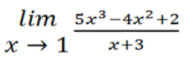 lim 5x³−4x²+2
x → 1 x+3